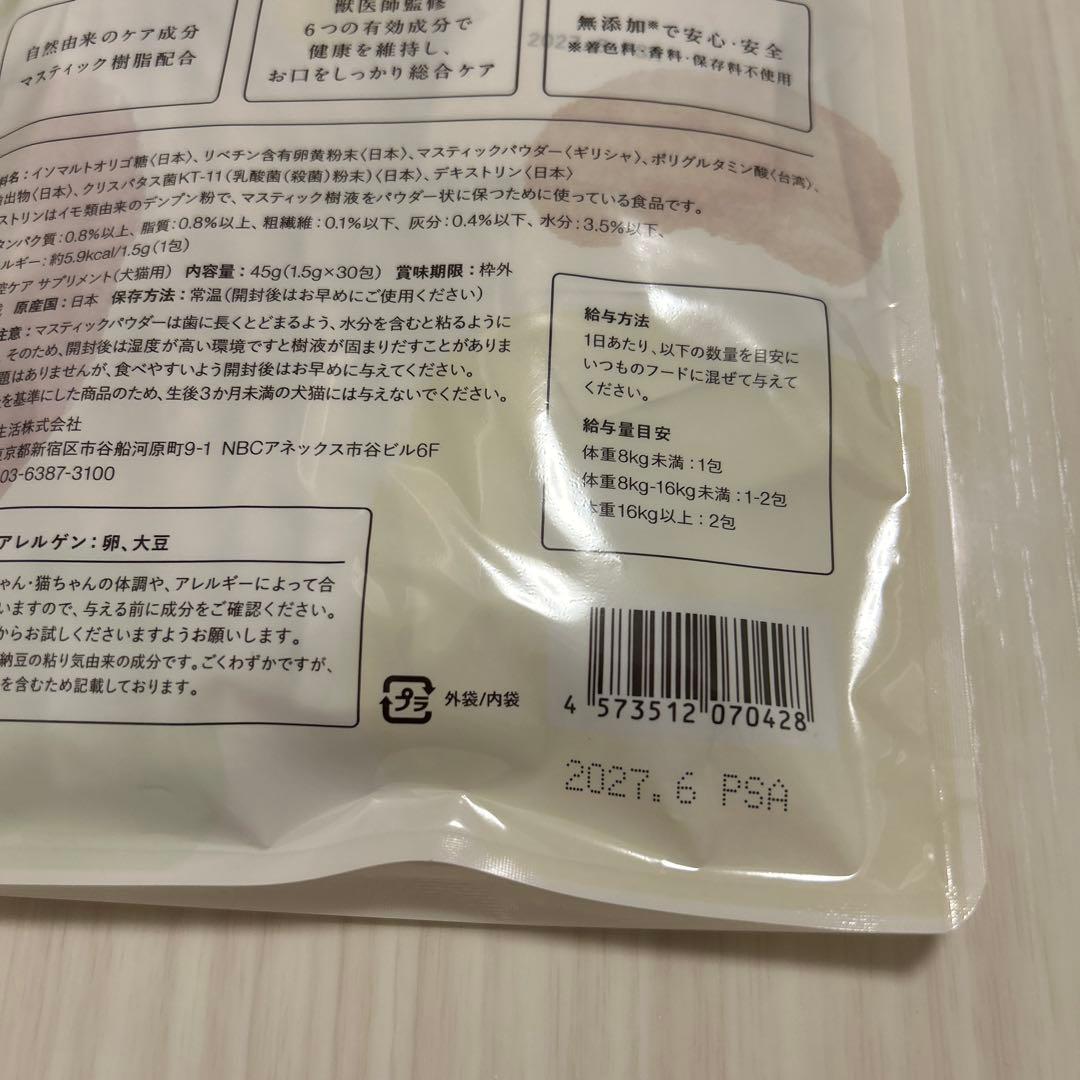 自然由来のケア成分
マスティック樹脂配合
獣医師監修
6つの有効成分で
健康を維持し、
お口をしっかり総合ケア
無添加※で安心・安全
※着色料・香料・保存料不使用
料名：イソマルトオリゴ糖〈日本〉、リベチン含有卵黄粉末〈日本〉、マスティックパウダー〈ギリシャ〉、ポリグルタミン酸〈台湾〉、
出物〈日本〉、クリスパタス菌KT-11（乳酸菌（殺菌）粉末）〈日本〉、デキストリン〈日本〉
ストリンはイモ類由来のデンプン粉で、マスティック樹液をパウダー状に保つために使っている食品です。
タンパク質：0.8%以上、脂質：0.8%以上、粗繊維：0.1%以下、灰分：0.4%以下、水分：3.5%以下、
ルギー：約5.9kcal/1.5g（1包）
腔ケア サプリメント（犬猫用） 内容量：45g（1.5g×30包） 賞味期限：枠外
原産国：日本 保存方法：常温（開封後はお早めにご使用ください）
注意：マスティックパウダーは歯に長くとどまるよう、水分を含むと粘るように
そのため、開封後は湿度が高い環境ですと樹液が固まりだすことがありま
題はありませんが、食べやすいよう開封後はお早めに与えてください。
を基準にした商品のため、生後3か月未満の犬猫には与えないでください。
生活株式会社
東京都新宿区市谷船河原町9-1 NBCアネックス市谷ビル6F
03-6387-3100
給与方法
1日あたり、以下の数量を目安に
いつものフードに混ぜて与えて
ください。
給与量目安
体重8kg未満：1包
体重8kg-16kg未満：1-2包
体重16kg以上：2包
アレルゲン：卵、大豆
ゃん・猫ちゃんの体調や、アレルギーによって合
いますので、与える前に成分をご確認ください。
からお試しくださいますようお願いします。
納豆の粘り気由来の成分です。ごくわずかですが、
を含むため記載しております。
プラ 外袋/内袋
4 573512 070428
2027.6 PSA